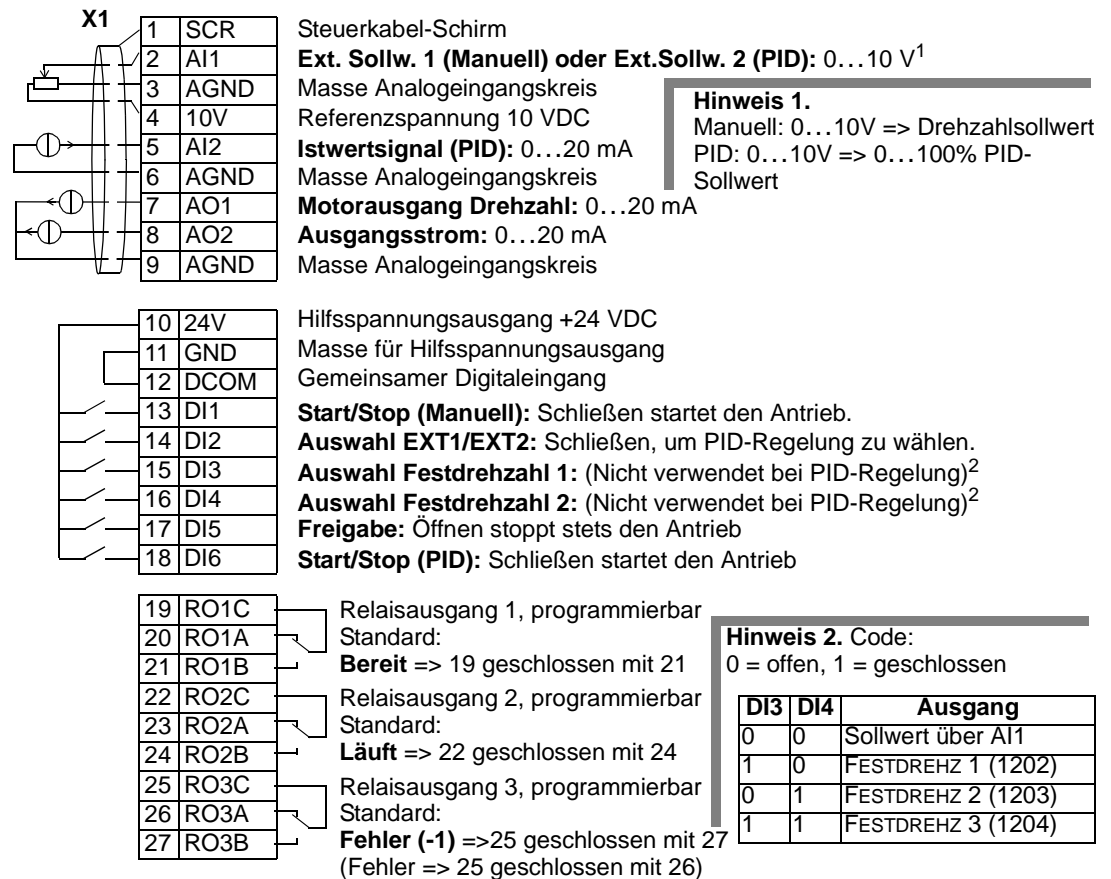 X1
1 SCR Steuerkabel-Schirm
2 AI1 Ext. Sollw. 1 (Manuell) oder Ext.Sollw. 2 (PID): 0…10 V1
3 AGND Masse Analogeingangskreis
4 10V Referenzspannung 10 VDC
5 AI2 Istwertsignal (PID): 0…20 mA
6 AGND Masse Analogeingangskreis
7 AO1 Motorausgang Drehzahl: 0…20 mA
8 AO2 Ausgangsstrom: 0…20 mA
9 AGND Masse Analogeingangskreis
Hinweis 1.
Manuell: 0…10V => Drehzahlsollwert
PID: 0…10V => 0…100% PID-
Sollwert
10 24V Hilfsspannungsausgang +24 VDC
11 GND Masse für Hilfsspannungsausgang
12 DCOM Gemeinsamer Digitaleingang
13 DI1 Start/Stop (Manuell): Schließen startet den Antrieb.
14 DI2 Auswahl EXT1/EXT2: Schließen, um PID-Regelung zu wählen.
15 DI3 Auswahl Festdrehzahl 1: (Nicht verwendet bei PID-Regelung)2
16 DI4 Auswahl Festdrehzahl 2: (Nicht verwendet bei PID-Regelung)2
17 DI5 Freigabe: Öffnen stoppt stets den Antrieb
18 DI6 Start/Stop (PID): Schließen startet den Antrieb
19 RO1C Relaisausgang 1, programmierbar
20 RO1A Standard:
21 RO1B Bereit => 19 geschlossen mit 21
22 RO2C Relaisausgang 2, programmierbar
23 RO2A Standard:
24 RO2B Läuft => 22 geschlossen mit 24
25 RO3C Relaisausgang 3, programmierbar
26 RO3A Standard:
27 RO3B Fehler (-1) =>25 geschlossen mit 27
(Fehler => 25 geschlossen mit 26)
Hinweis 2. Code:
0 = offen, 1 = geschlossen
DI3 DI4 Ausgang
0 0 Sollwert über AI1
1 0 FESTDREHZ 1 (1202)
0 1 FESTDREHZ 2 (1203)
1 1 FESTDREHZ 3 (1204)